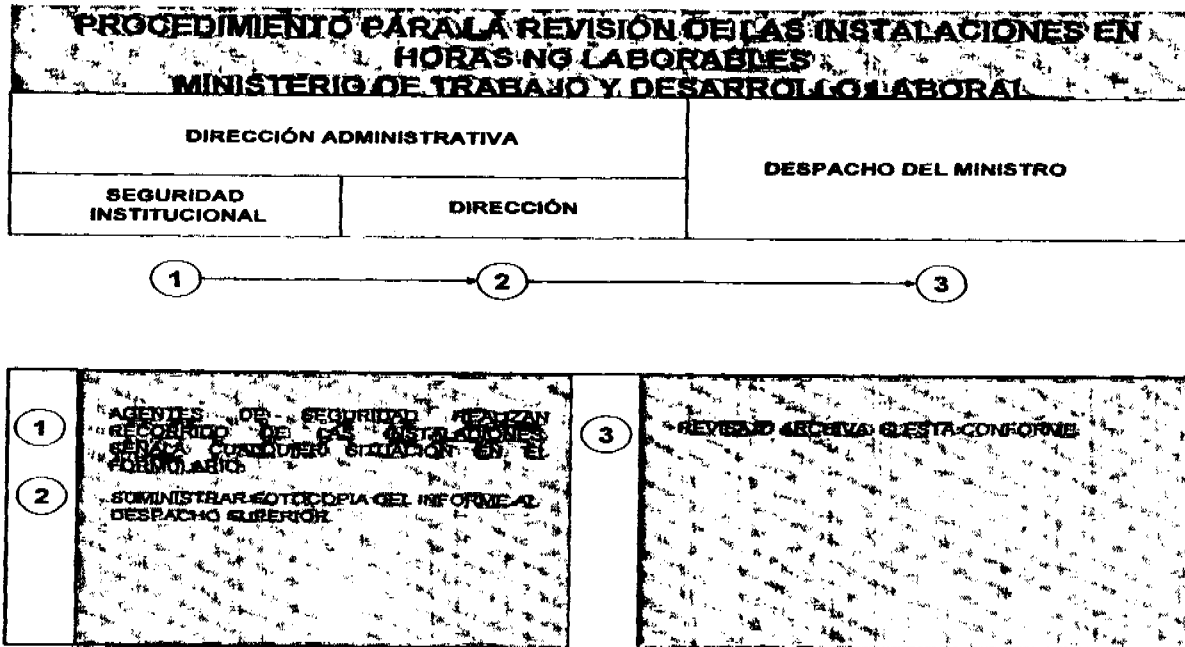 PROCEDIMIENTO PARA LA REVISIÓN DE LAS INSTALACIONES EN
HORAS NO LABORABLES
MINISTERIO DE TRABAJO Y DESARROLLO LABORAL
DIRECCIÓN ADMINISTRATIVA
DESPACHO DEL MINISTRO
SEGURIDAD
INSTITUCIONAL
DIRECCIÓN
1
2
3
1
AGENTES DE SEGURIDAD REALIZAN
RECORRIDO DE LAS INSTALACIONES
SEÑALA CUALQUIER SITUACIÓN EN EL
FORMULARIO.
2
SUMINISTRAR FOTOCOPIA DEL INFORME AL
DESPACHO SUPERIOR.
3
ARCHIVA SI ESTA CONFORME